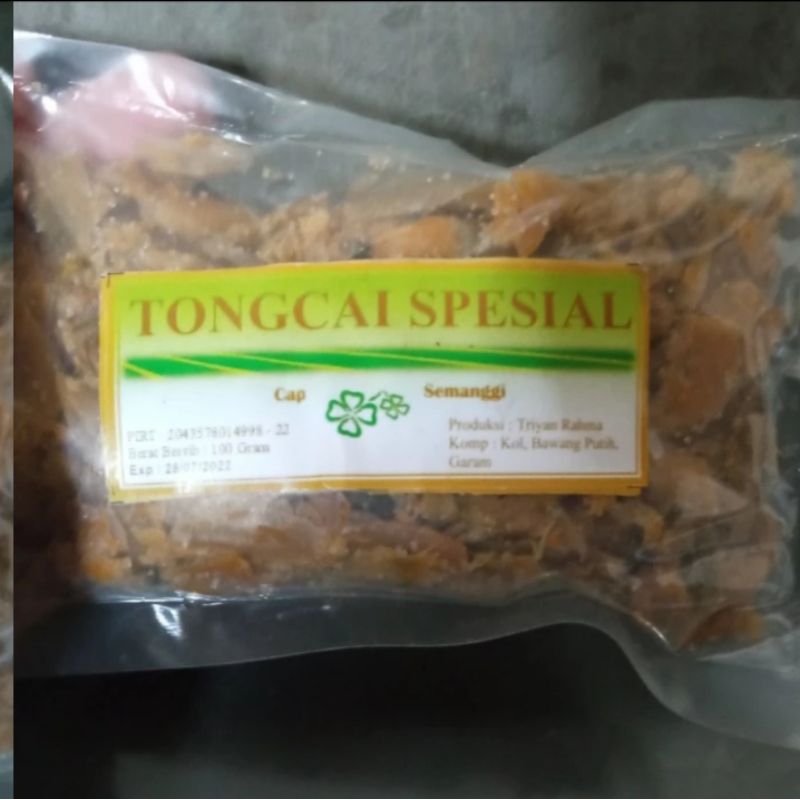 TONGCAI SPESIAL
Cap Semanggi
PIRT : 2043578014998 - 22
Berat Bersih : 100 Gram
Exp : 28/07/2022
Produksi : Triyan Rahma
Komp : Kol, Bawang Putih,
Garam